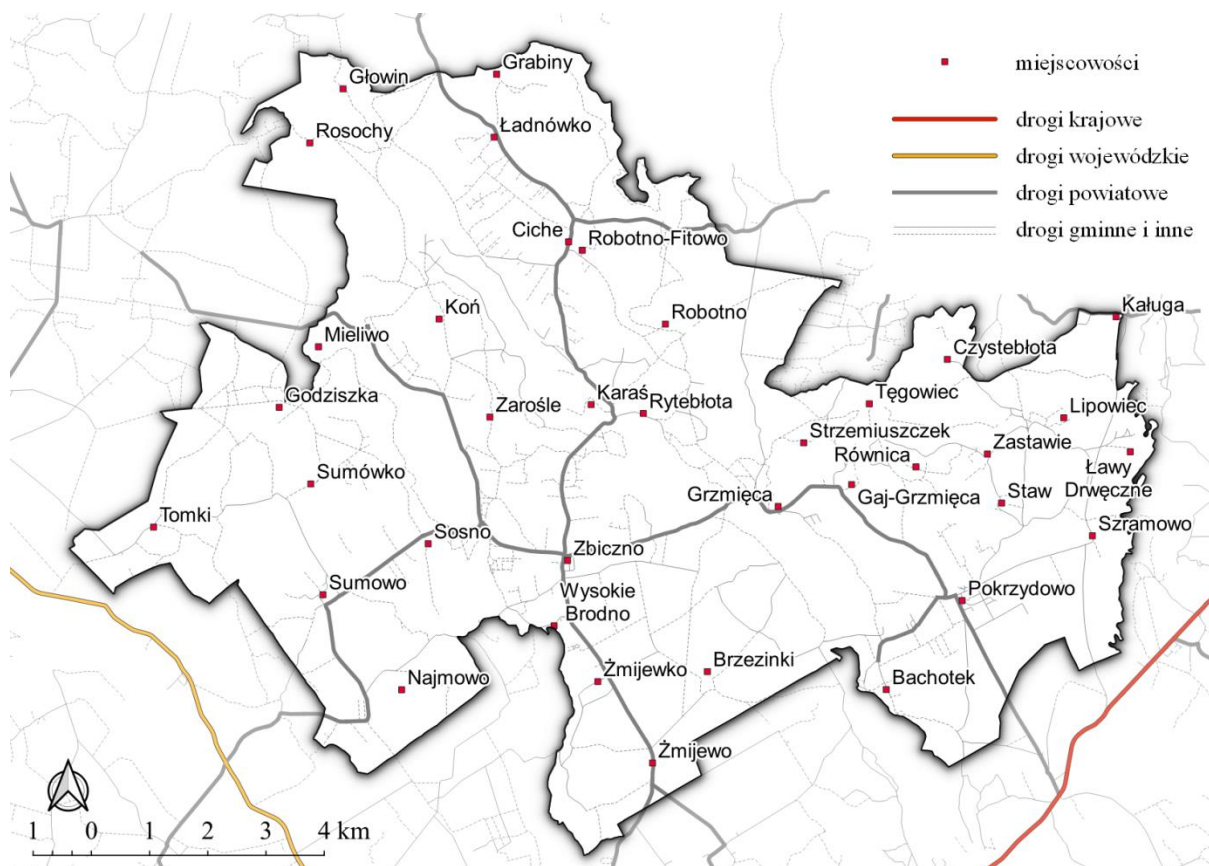 Grabiny
miejscowości
Głowin
drogi krajowe
Rosochy
Ładnówko
drogi wojewódzkie
drogi powiatowe
drogi gminne i inne
Ciche
Robotno-Fitowo
Kaługa
Koń
Robotno
Mieliwo
Czystebłota
Godziszka
Karaś
Tęgowiec
Zarośle
Rytebłota
Lipowiec
Strzemiuszczek
Zastawie
Równica
Ławy
Drwęczne
Sumówko
Grzmięca
Gaj-Grzmięca
Staw
Tomki
Szramowo
Sosno
Zbiczno
Sumowo
Wysokie
Brodno
Pokrzydowo
Najmowo
Żmijewko
Brzezinki
Bachotek
Żmijewo
1 0 1 2 3 4 km